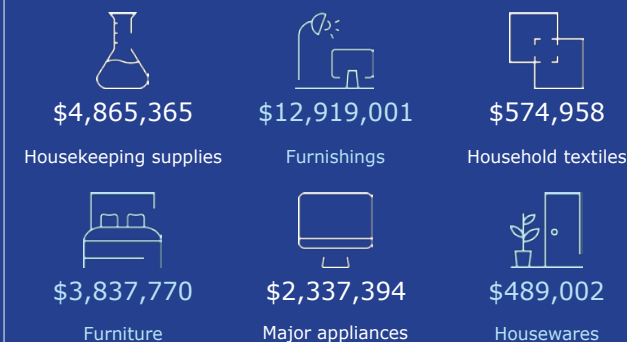 $4,865,365
$12,919,001
$574,958
Housekeeping supplies
Furnishings
Household textiles
$3,837,770
$2,337,394
$489,002
Furniture
Major appliances
Housewares